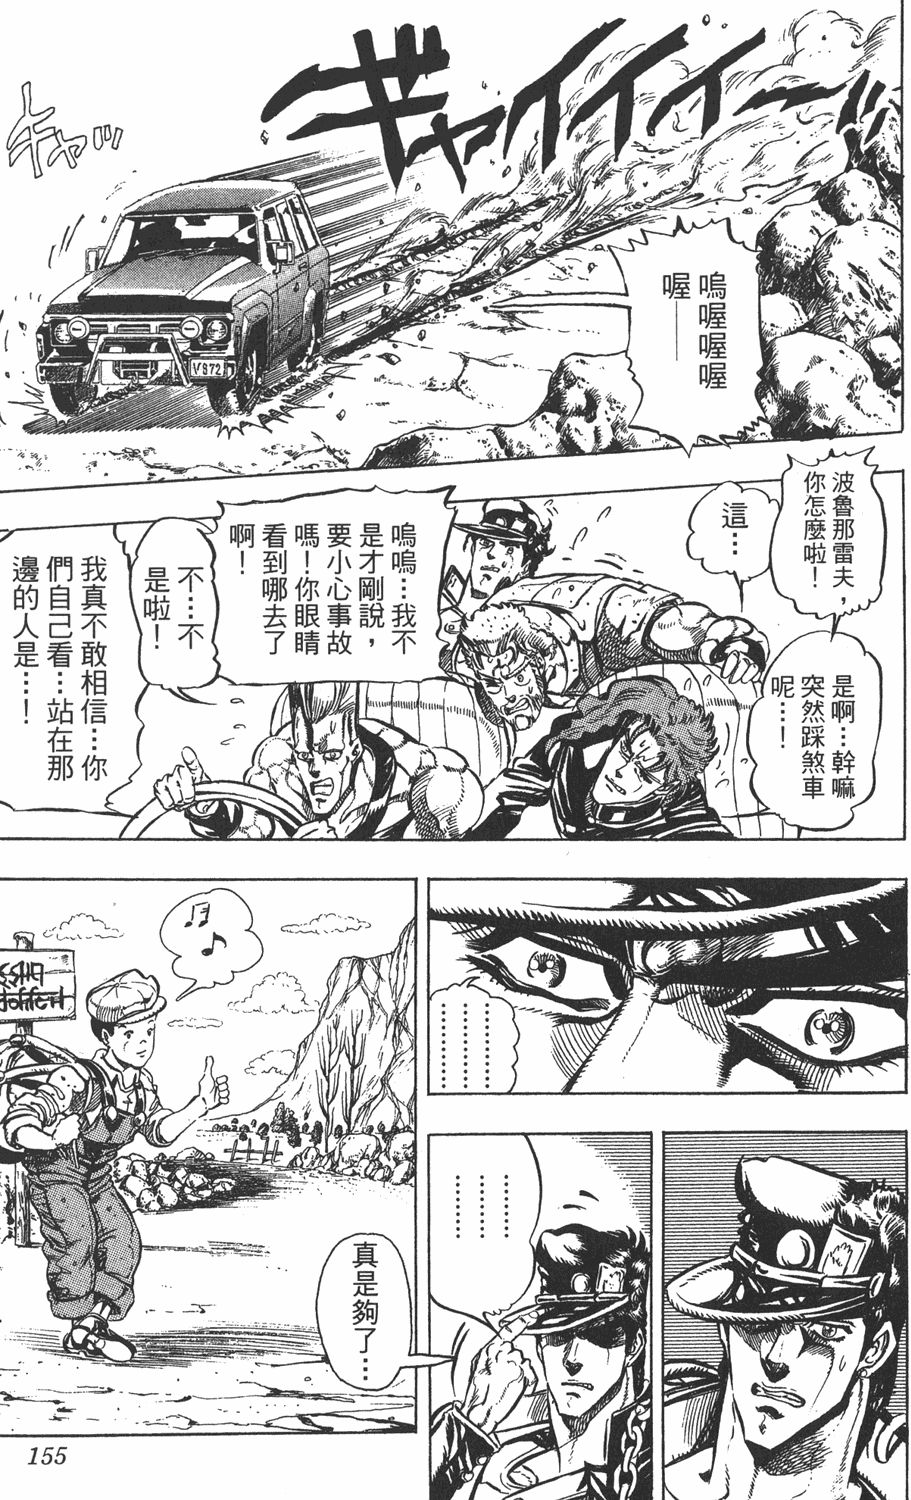 ギャイイイーッ
キャッ
V872
嗚喔喔喔
喔——
波魯那雷夫，
你怎麼啦！
這…
是啊…幹嘛
突然踩煞車
呢…！
嗚嗚…我不
是才剛說，
要小心事故
嗎！你眼睛
看到哪去了
啊！
不…不
是啦！
我真不敢相信…你
們自己看…站在那
邊的人是…！
…………
…………
真是夠了…
155